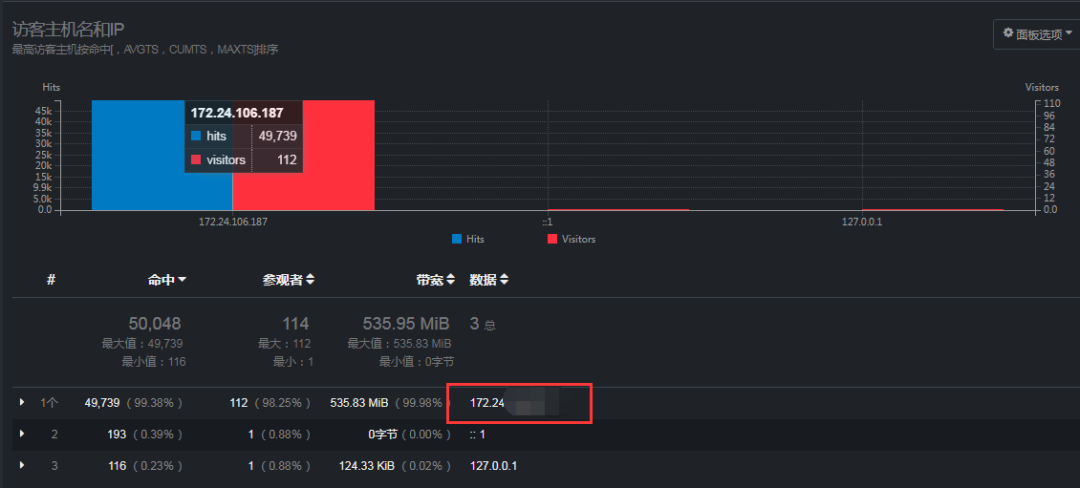 访客主机名和IP
最高访客主机按命中[，AVGTS，CUMTS，MAXTS]排序
面板选项
Hits
Visitors
45k
40k
35k
30k
25k
20k
15k
9.9k
5.0k
0.0
110
96
84
72
60
48
36
24
12
0.0
172.24.106.187
hits 49,739
visitors 112
172.24.106.187
::1
127.0.0.1
Hits
Visitors
# 命中 参观者 带宽 数据
50,048 114 535.95 MiB 3 总
最大值：49,739 最大：112 最大值：535.83 MiB
最小值：116 最小：1 最小值：0字节
1个 49,739 ( 99.38% ) 112 ( 98.25% ) 535.83 MiB ( 99.98% ) 172.24
2 193 ( 0.39% ) 1 ( 0.88% ) 0字节 ( 0.00% ) :: 1
3 116 ( 0.23% ) 1 ( 0.88% ) 124.33 KiB ( 0.02% ) 127.0.0.1